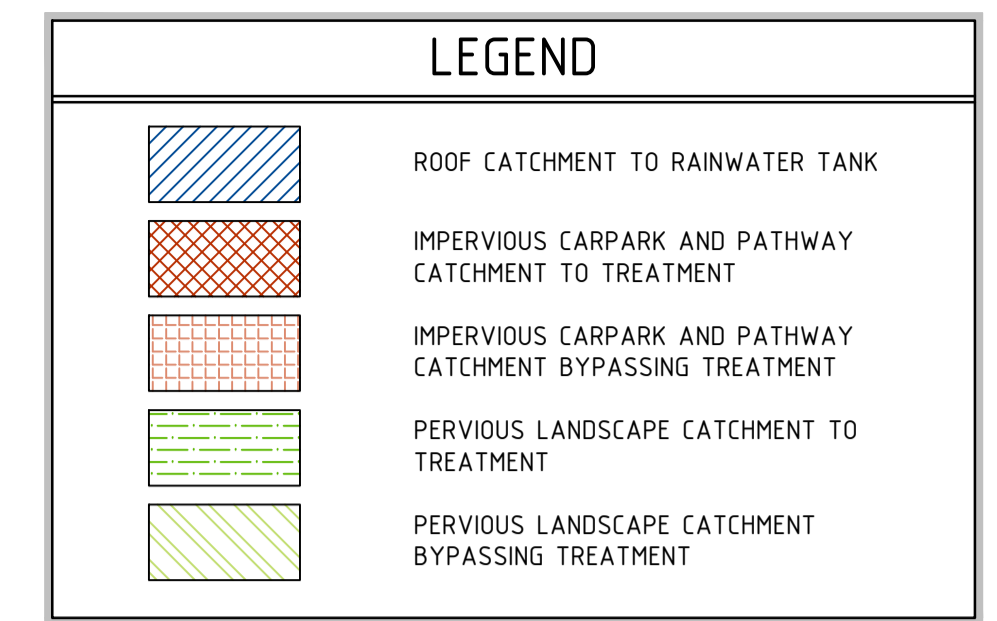 LEGEND
ROOF CATCHMENT TO RAINWATER TANK
IMPERVIOUS CARPARK AND PATHWAY
CATCHMENT TO TREATMENT
IMPERVIOUS CARPARK AND PATHWAY
CATCHMENT BYPASSING TREATMENT
PERVIOUS LANDSCAPE CATCHMENT TO
TREATMENT
PERVIOUS LANDSCAPE CATCHMENT
BYPASSING TREATMENT